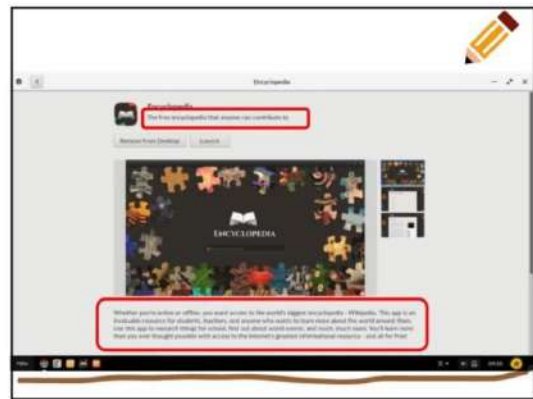 Encyclopedia
Encyclopedia
The free encyclopedia that anyone can contribute to.
Remove from Desktop
Launch
ENCYCLOPEDIA
Whether you're online or offline, you want access to the world's biggest encyclopedia - Wikipedia. This app is an
invaluable resource for students, teachers, and anyone who wants to learn more about the world around them.
Use this app to research things for school, find out about world events, and much, much more. You'll learn more
than you ever thought possible with access to the Internet's greatest informational resource - and all for free!